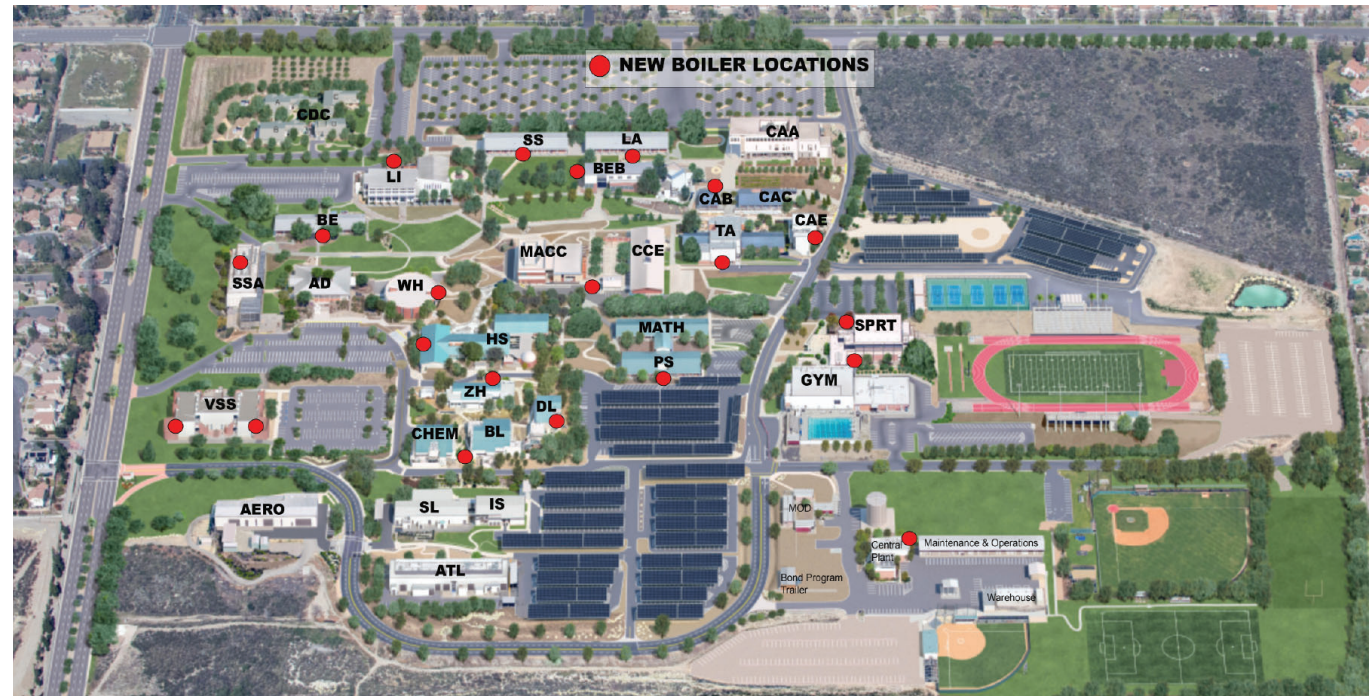 NEW BOILER LOCATIONS
CDC
SS
LA
CAA
LI
BEB
CAB
CAC
BE
TA
CAE
SSA
AD
WH
MACC
CCE
HS
MATH
SPRT
PS
GYM
ZH
VSS
DL
CHEM
BL
AERO
SL
IS
MOD
Central
Plant
Maintenance & Operations
ATL
Bond Program
Trailer
Warehouse